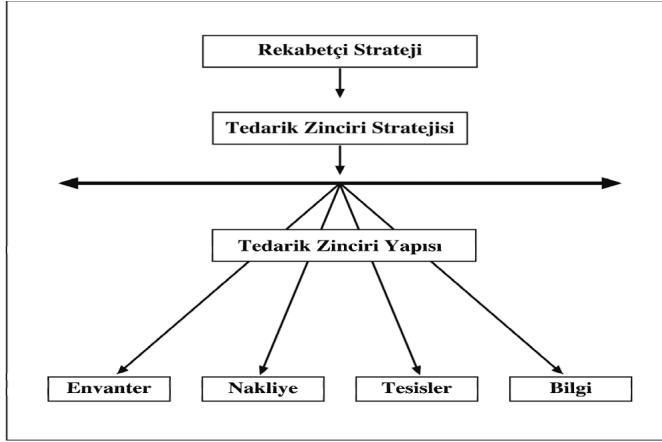 Rekabetçi Strateji
Tedarik Zinciri Stratejisi
Tedarik Zinciri Yapısı
Envanter
Nakliye
Tesisler
Bilgi